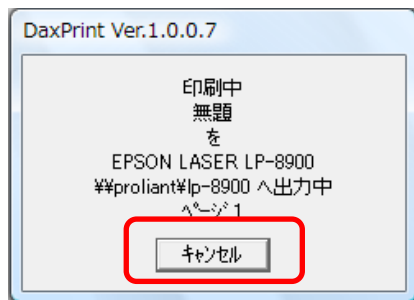 DaxPrint Ver.1.0.0.7
印刷中
無題
を
EPSON LASER LP-8900
¥¥proliant¥lp-8900 へ出力中
ﾍﾟｰｼﾞ 1
ｷｬﾝｾﾙ